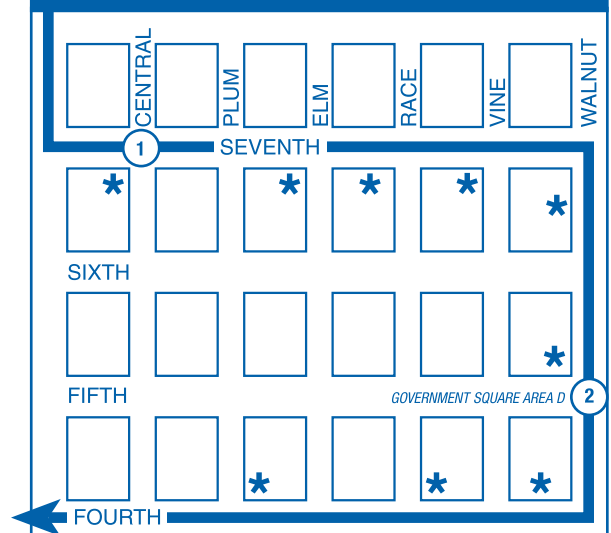 CENTRAL
PLUM
ELM
RACE
VINE
WALNUT
1
SEVENTH
* * * * *
SIXTH
*
FIFTH
GOVERNMENT SQUARE AREA D
2
* * *
FOURTH